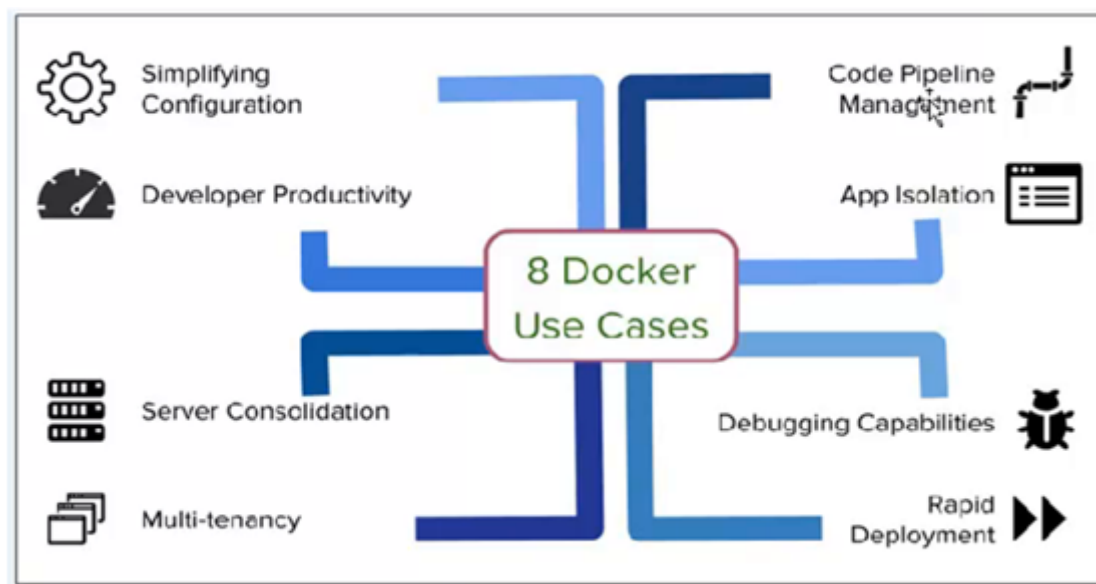 Simplifying
Configuration
Developer Productivity
Server Consolidation
Multi-tenancy
8 Docker
Use Cases
Code Pipeline
Management
App Isolation
Debugging Capabilities
Rapid
Deployment